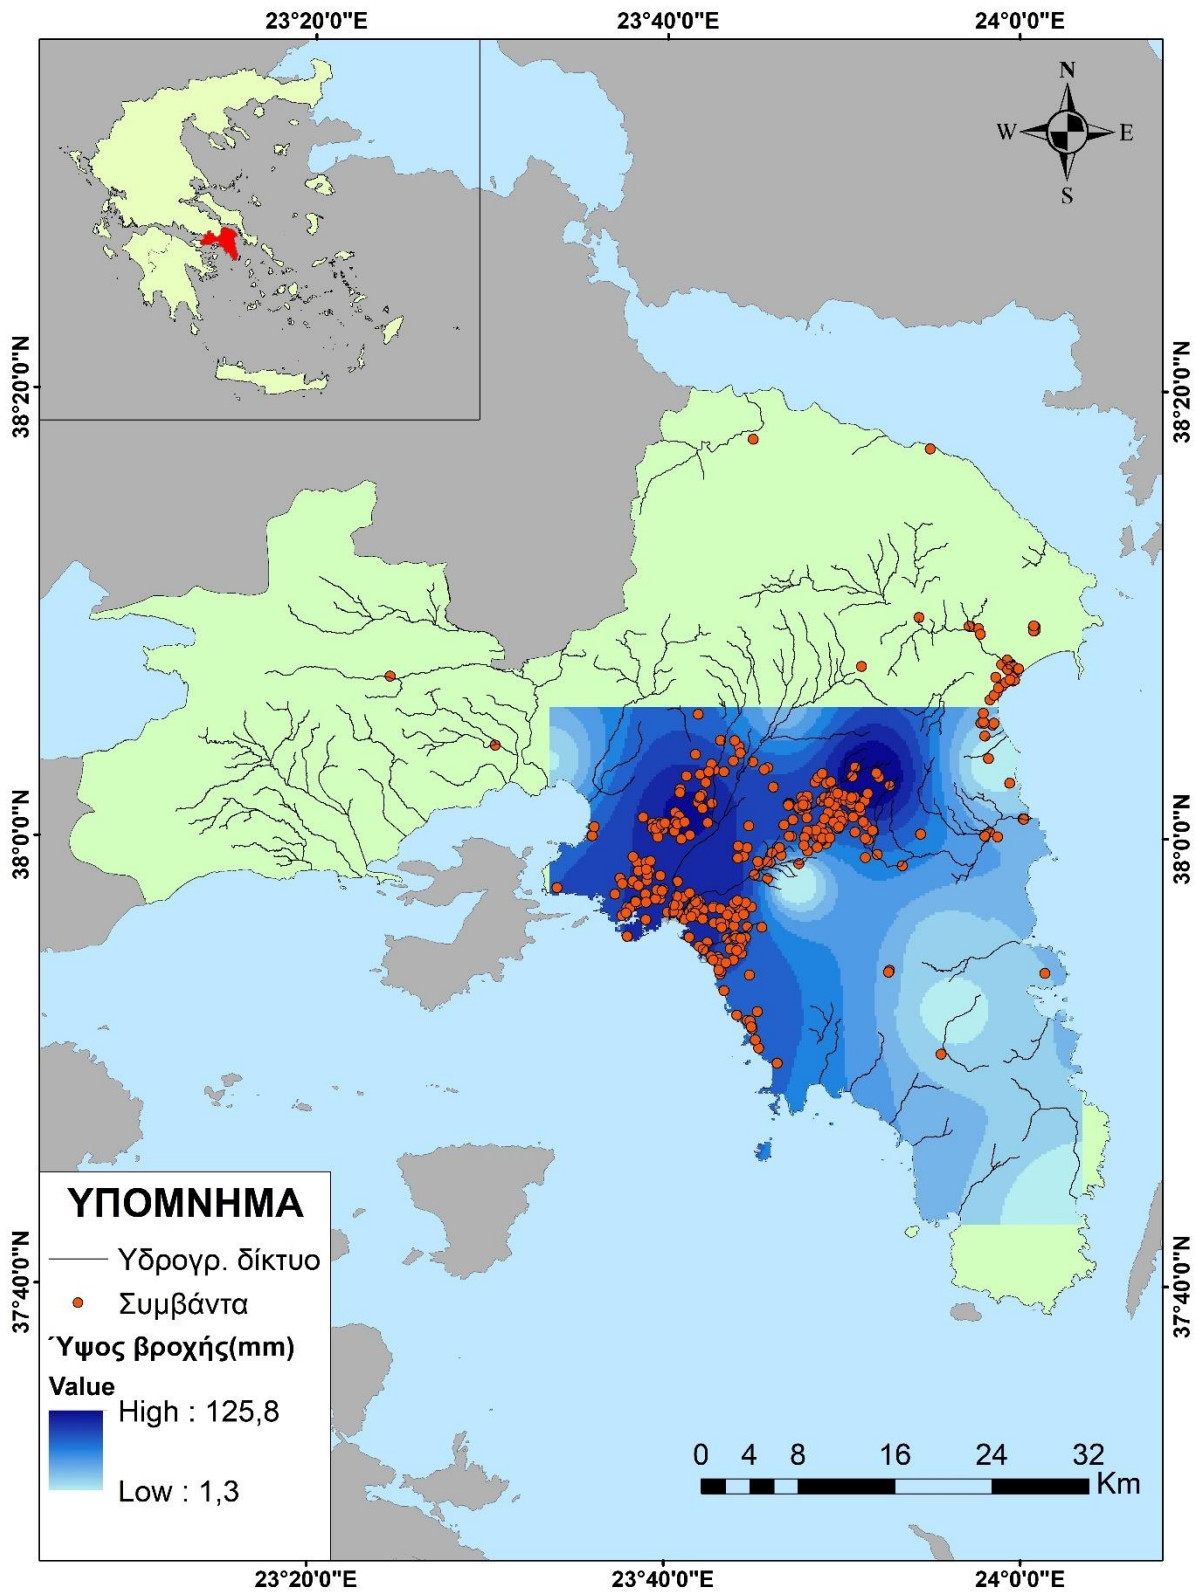 23°20'0"E 23°40'0"E 24°0'0"E
N
W E
S
38°20'0"N 38°20'0"N
38°0'0"N 38°0'0"N
37°40'0"N 37°40'0"N
ΥΠΟΜΝΗΜΑ
Υδρογρ. δίκτυο
Συμβάντα
Ύψος βροχής(mm)
Value
High : 125,8
Low : 1,3
0 4 8 16 24 32
Km
23°20'0"E 23°40'0"E 24°0'0"E